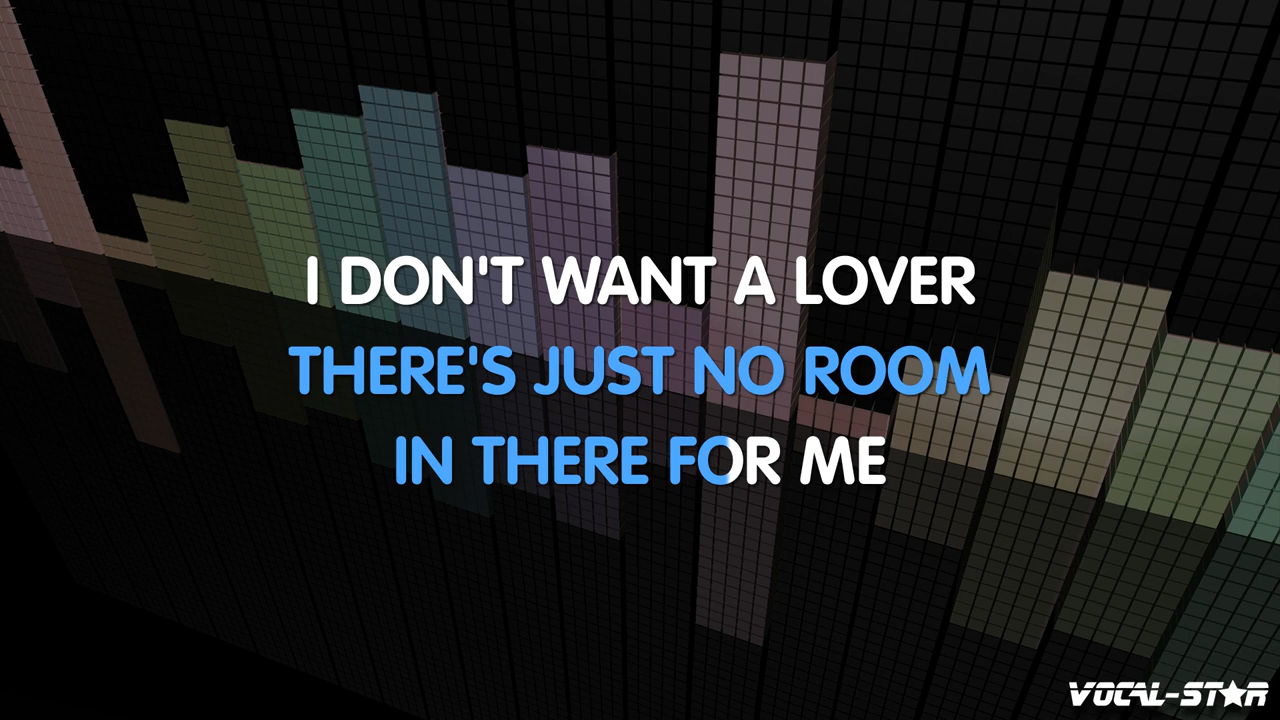 I DON'T WANT A LOVER
THERE'S JUST NO ROOM
IN THERE FOR ME
VOCAL-STAR